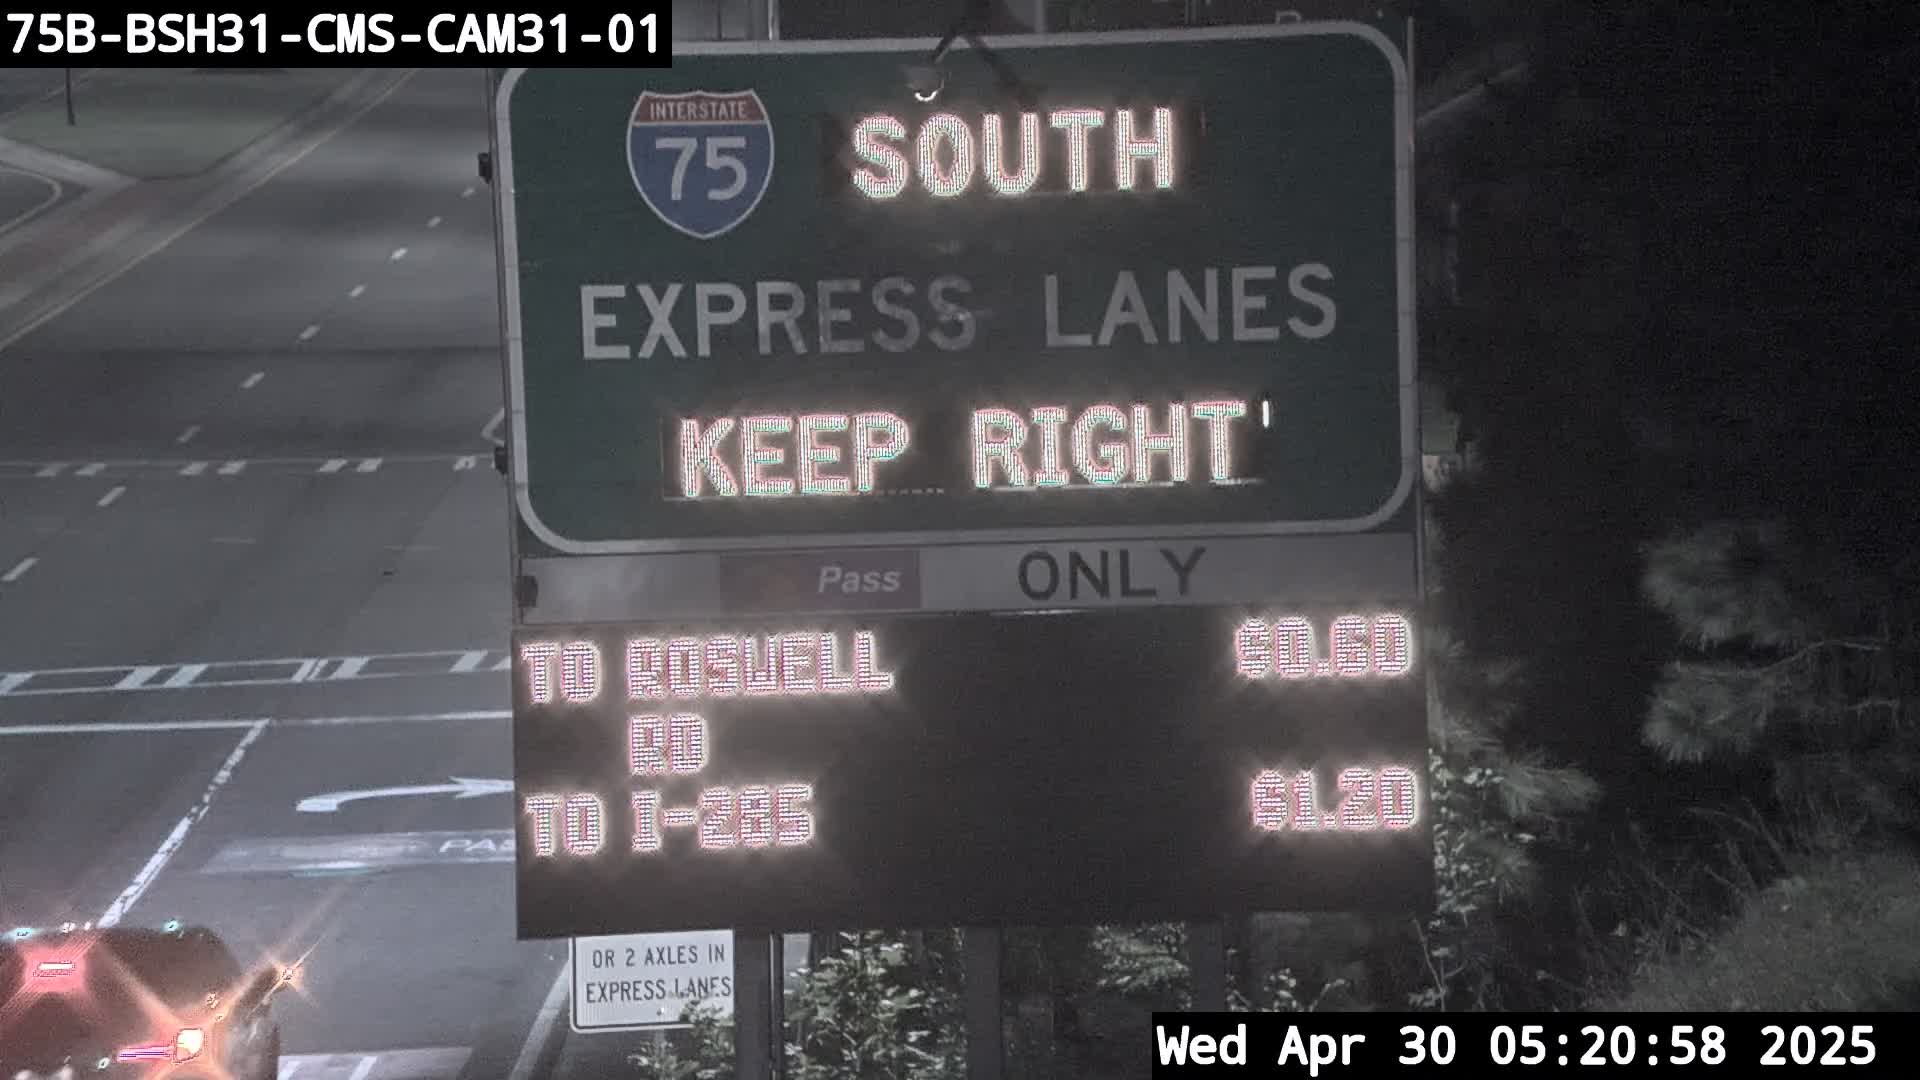 75B-BSH31-CMS-CAM31-01
INTERSTATE
75
SOUTH
EXPRESS LANES
KEEP RIGHT
Pass ONLY
TO ROSWELL $0.60
RD
TO I-285 $1.20
OR 2 AXLES IN
EXPRESS LANES
Wed Apr 30 05:20:58 2025